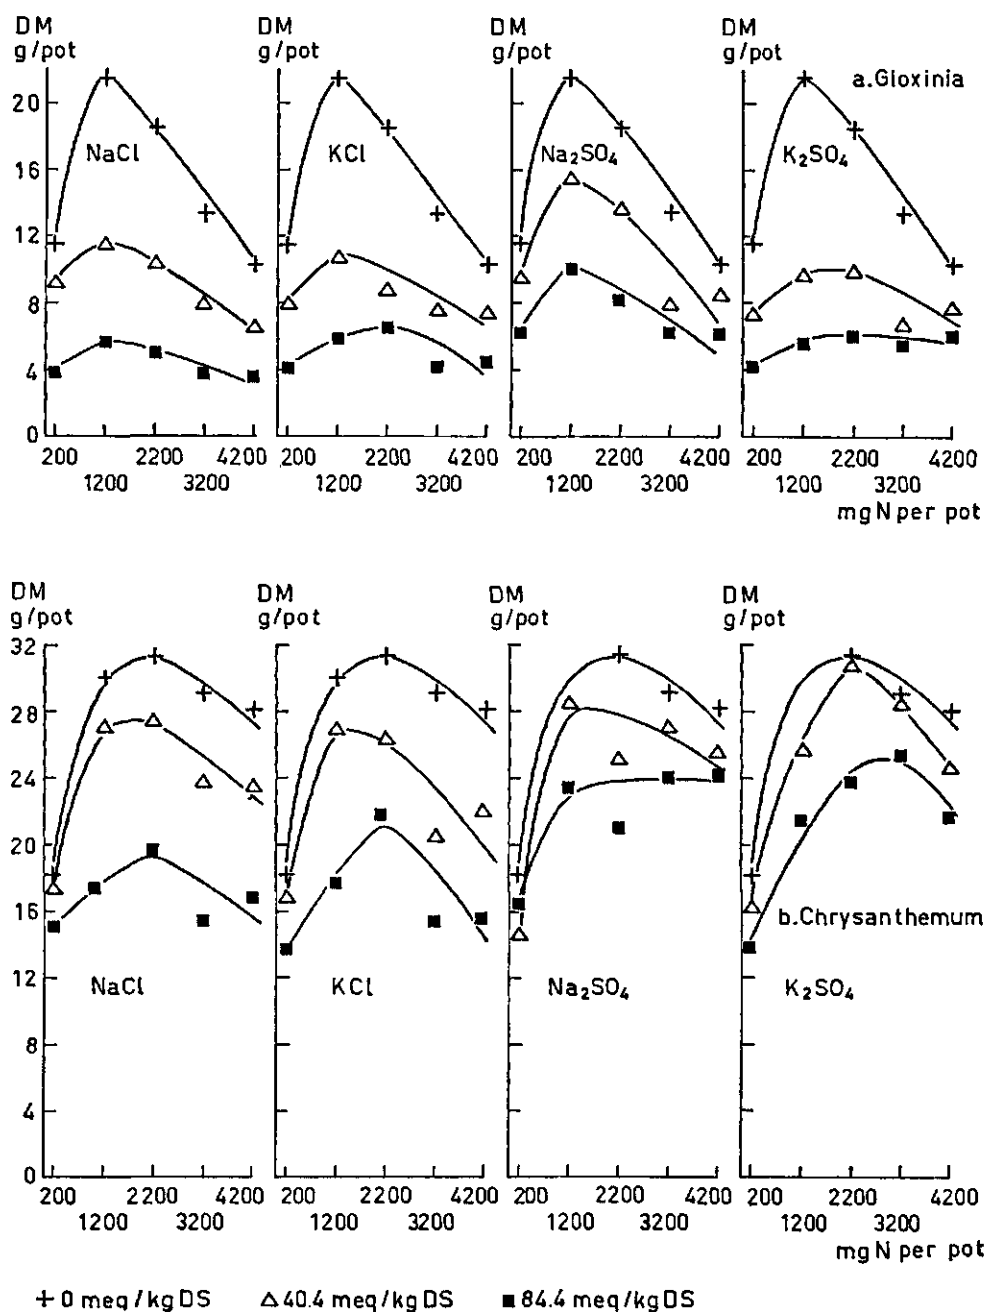 DM DM DM DM
g/pot g/pot g/pot g/pot
a.Gloxinia
20
NaCl KCl Na₂SO₄ K₂SO₄
16
12
8
4
0
200 2200 4200 200 2200 4200 200 2200 4200 200 2200 4200
1200 3200 1200 3200 1200 3200 1200 3200
mg N per pot
DM DM DM DM
g/pot g/pot g/pot g/pot
32
28
24
20
16
b.Chrysanthemum
12
NaCl KCl Na₂SO₄ K₂SO₄
8
4
0
200 2200 4200 200 2200 4200 200 2200 4200 200 2200 4200
1200 3200 1200 3200 1200 3200 1200 3200
mg N per pot
+ 0 meq/kg DS △ 40.4 meq/kg DS ■ 84.4 meq/kg DS